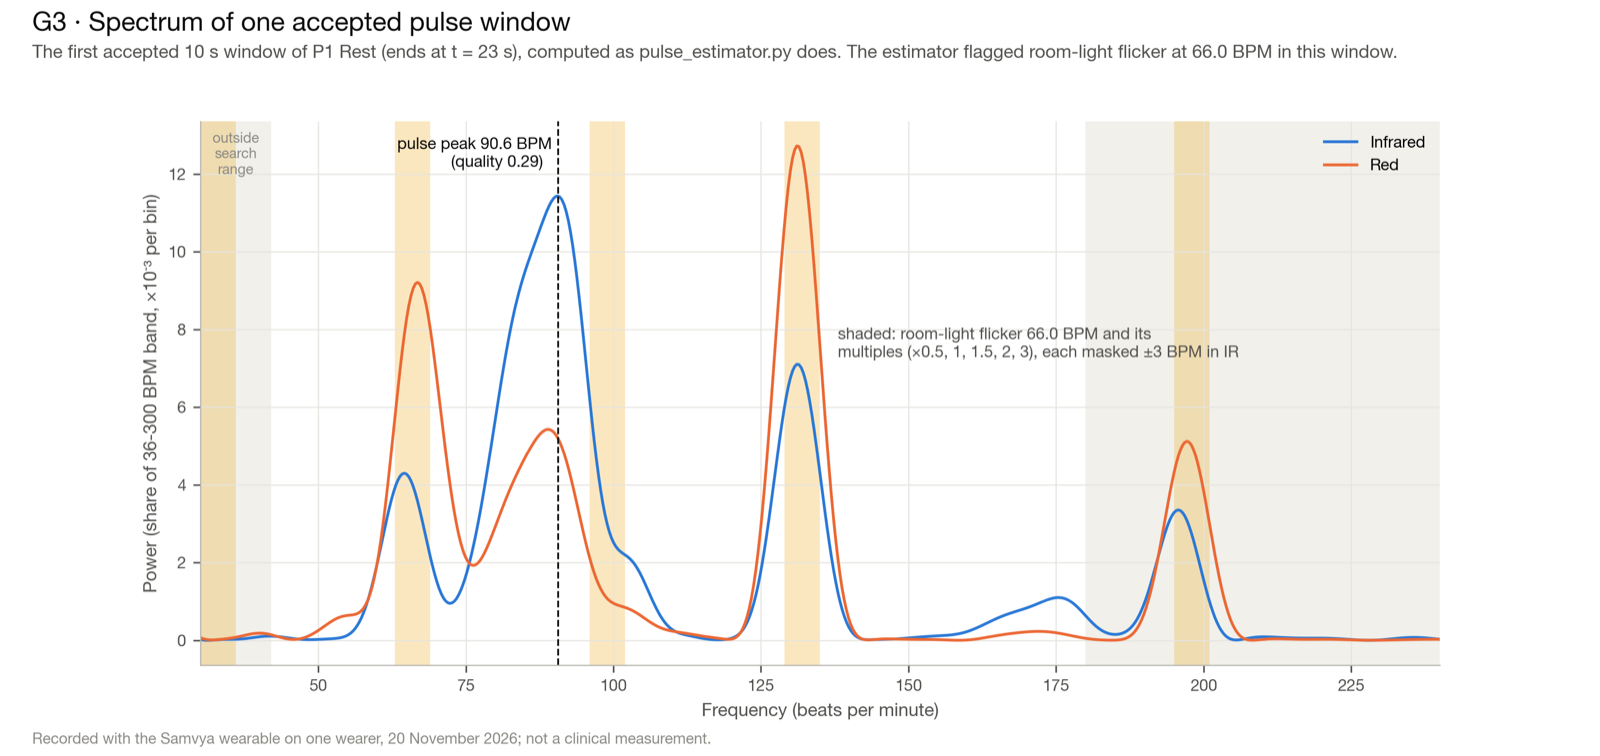 G3 · Spectrum of one accepted pulse window
The first accepted 10 s window of P1 Rest (ends at t = 23 s), computed as pulse_estimator.py does. The estimator flagged room-light flicker at 66.0 BPM in this window.
outside
search
range
pulse peak 90.6 BPM
(quality 0.29)
Infrared
Red
shaded: room-light flicker 66.0 BPM and its
multiples (×0.5, 1, 1.5, 2, 3), each masked ±3 BPM in IR
Power (share of 36-300 BPM band, ×10⁻³ per bin)
12
10
8
6
4
2
0
50 75 100 125 150 175 200 225
Frequency (beats per minute)
Recorded with the Samvya wearable on one wearer, 20 November 2026; not a clinical measurement.